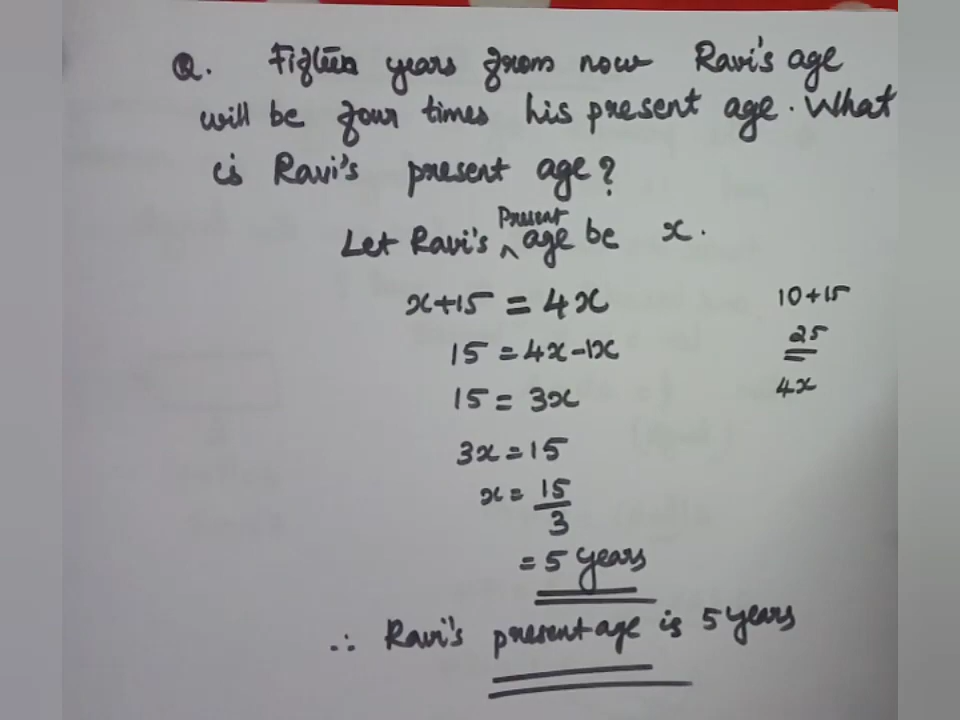 Q. Fifteen years from now Ravi's age
will be four times his present age. What
is Ravi's present age?
Let Ravi's ^ Present age be x.
x+15 = 4x
15 = 4x-1x
15 = 3x
3x = 15
x = 15/3
= 5 years
∴ Ravi's present age is 5 years
10+15
25
4x